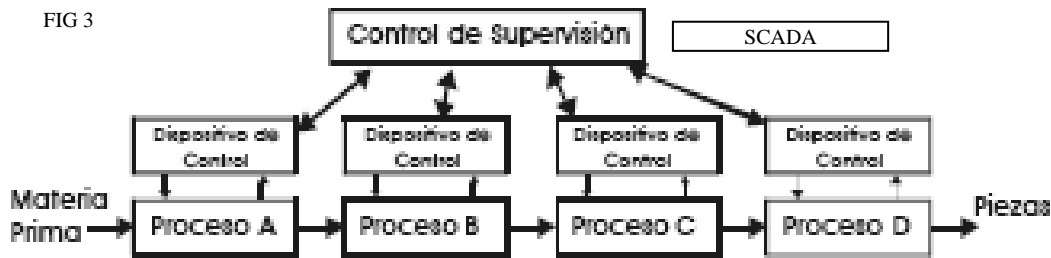 FIG 3
Control de Supervisión
SCADA
Dispositivo de
Control
Dispositivo de
Control
Dispositivo de
Control
Dispositivo de
Control
Materia
Prima
Proceso A
Proceso B
Proceso C
Proceso D
Piezas